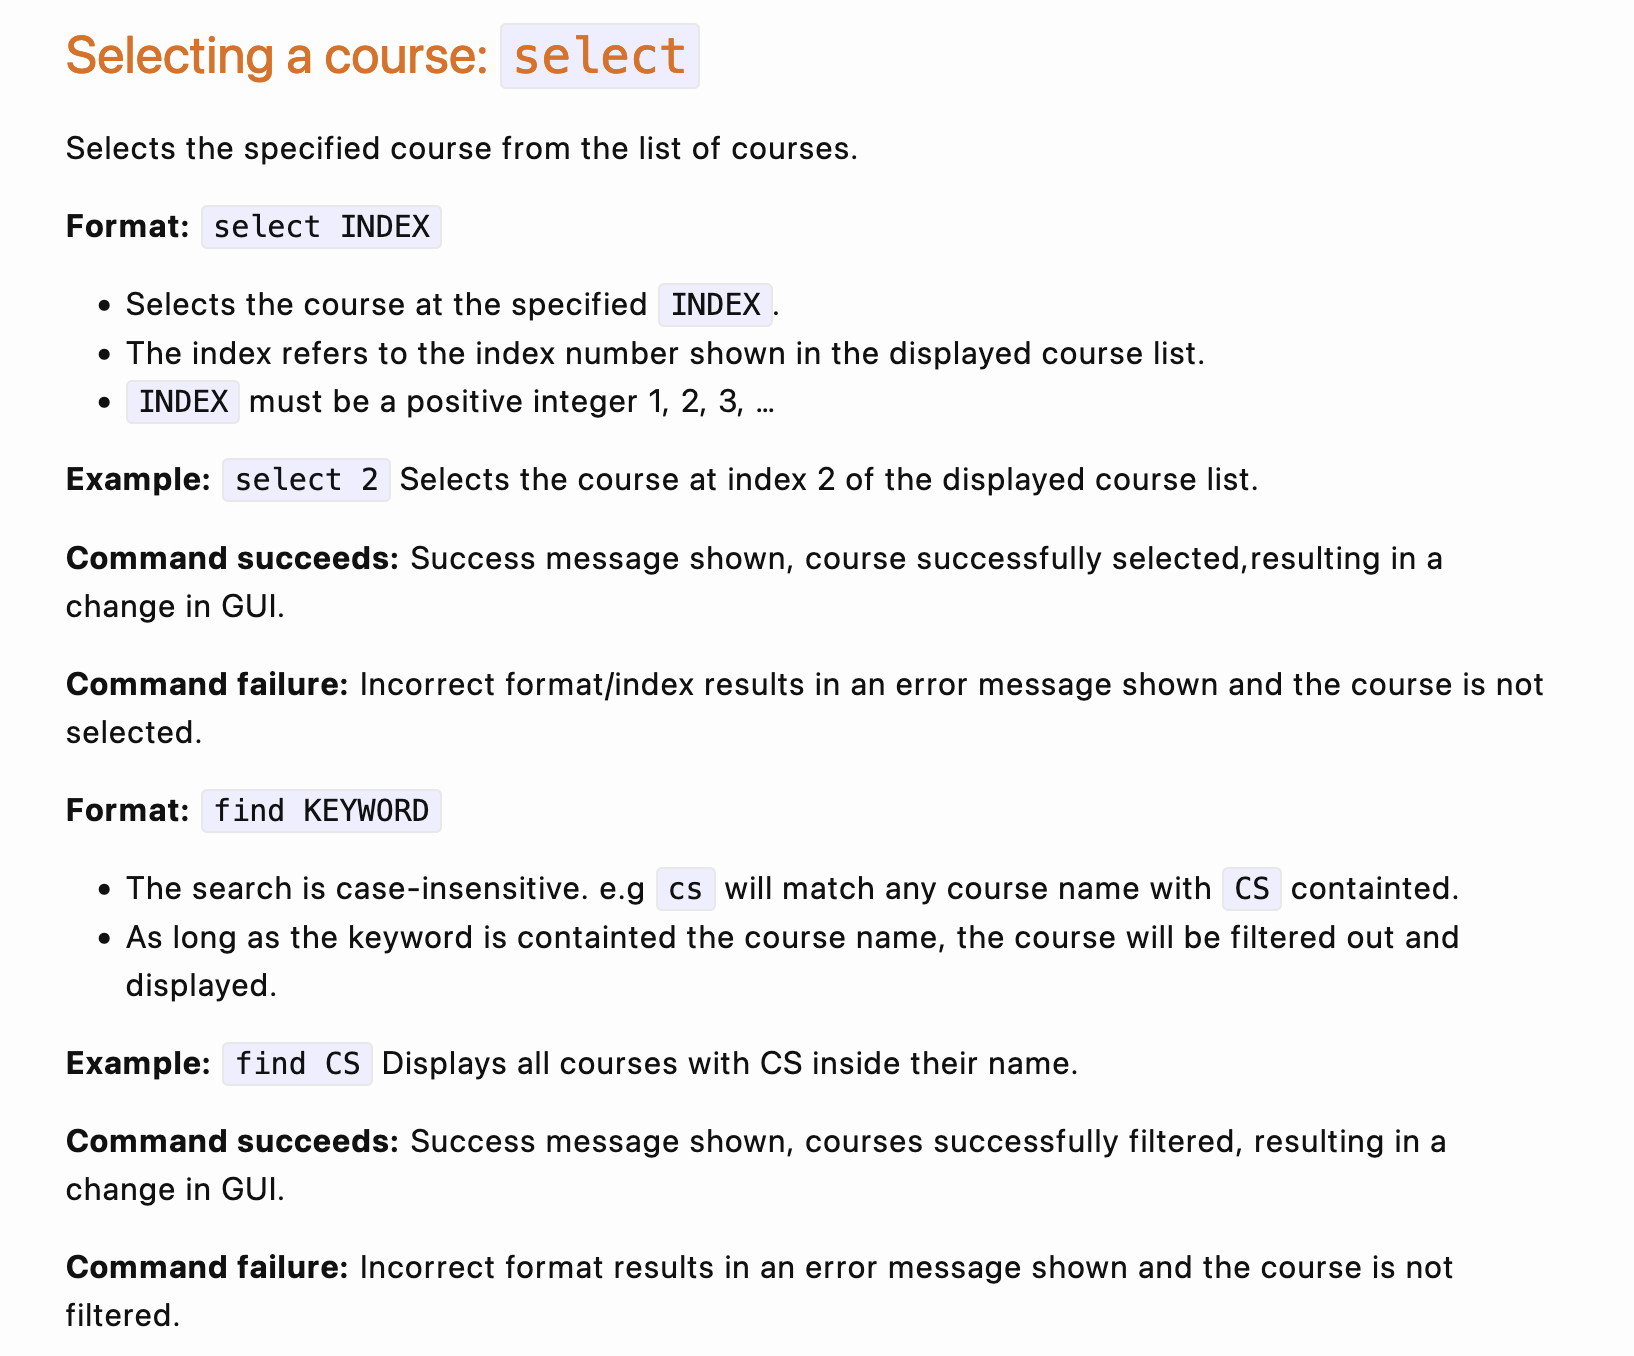 Selecting a course: select
Selects the specified course from the list of courses.
Format: select INDEX
• Selects the course at the specified INDEX.
• The index refers to the index number shown in the displayed course list.
• INDEX must be a positive integer 1, 2, 3, …
Example: select 2 Selects the course at index 2 of the displayed course list.
Command succeeds: Success message shown, course successfully selected,resulting in a
change in GUI.
Command failure: Incorrect format/index results in an error message shown and the course is not
selected.
Format: find KEYWORD
• The search is case-insensitive. e.g cs will match any course name with CS containted.
• As long as the keyword is containted the course name, the course will be filtered out and
displayed.
Example: find CS Displays all courses with CS inside their name.
Command succeeds: Success message shown, courses successfully filtered, resulting in a
change in GUI.
Command failure: Incorrect format results in an error message shown and the course is not
filtered.